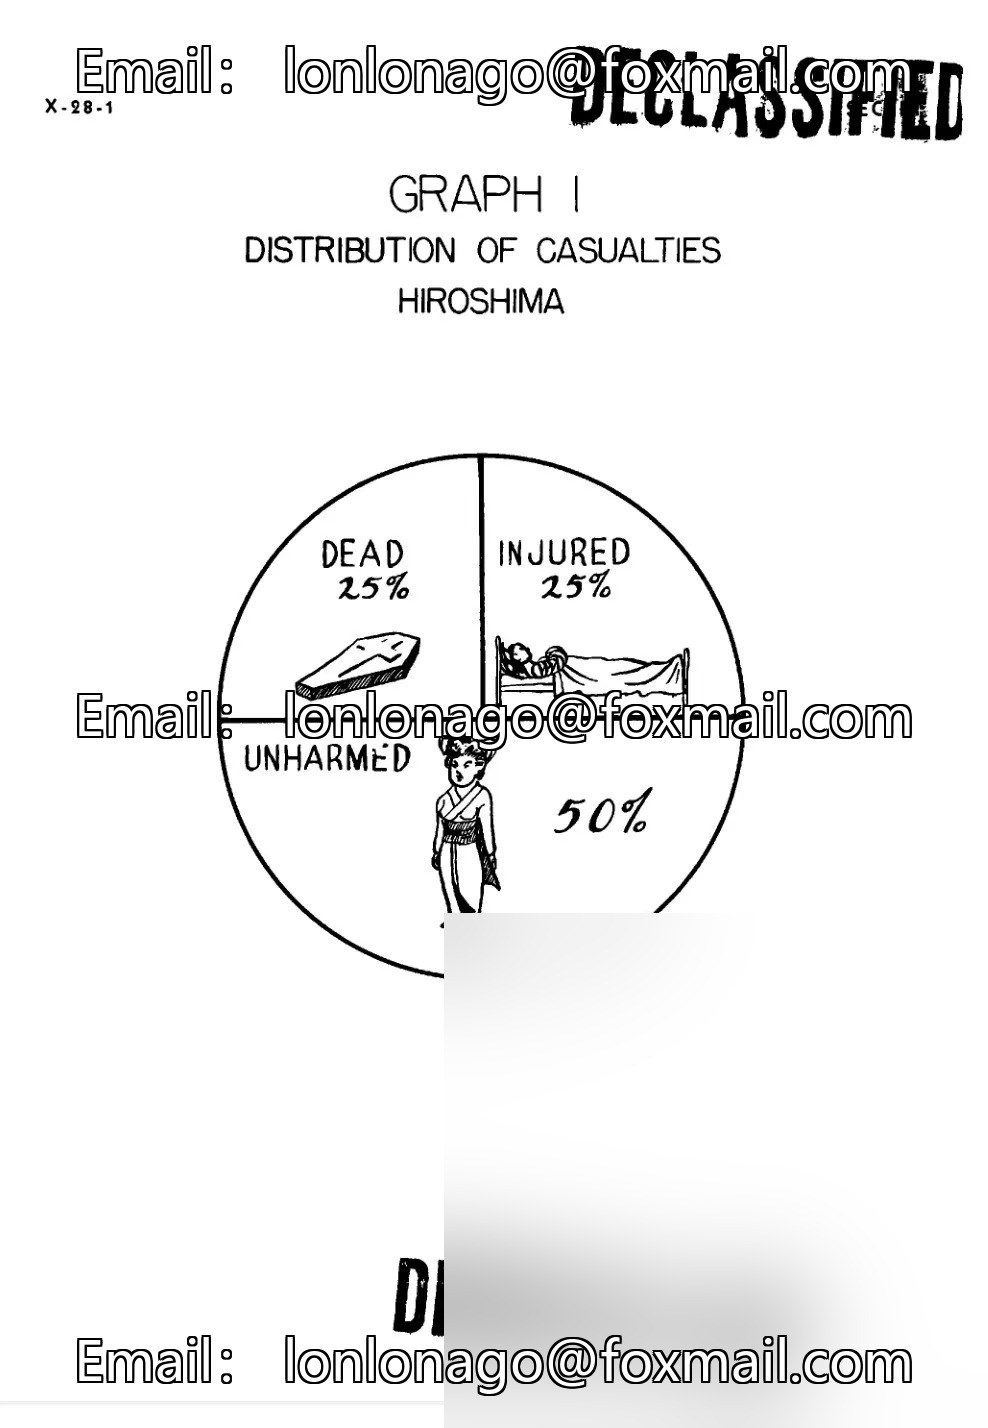 Email: lonlonago@foxmail.com
DECLASSIFIED
X-28-1
GRAPH I
DISTRIBUTION OF CASUALTIES
HIROSHIMA
DEAD
25%
INJURED
25%
Email: lonlonago@foxmail.com
UNHARMED
50%
Email: lonlonago@foxmail.com